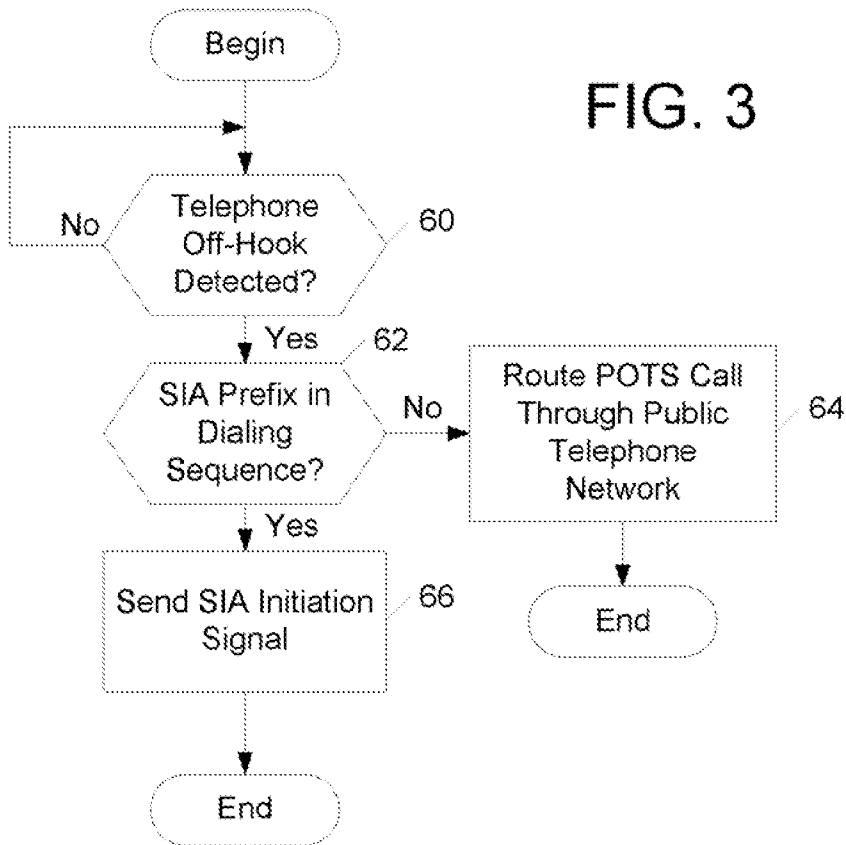 Begin
FIG. 3
No
Telephone
Off-Hook
Detected?
60
Yes
62
SIA Prefix in
Dialing
Sequence?
No
Route POTS Call
Through Public
Telephone
Network
64
Yes
Send SIA Initiation
Signal
66
End
End